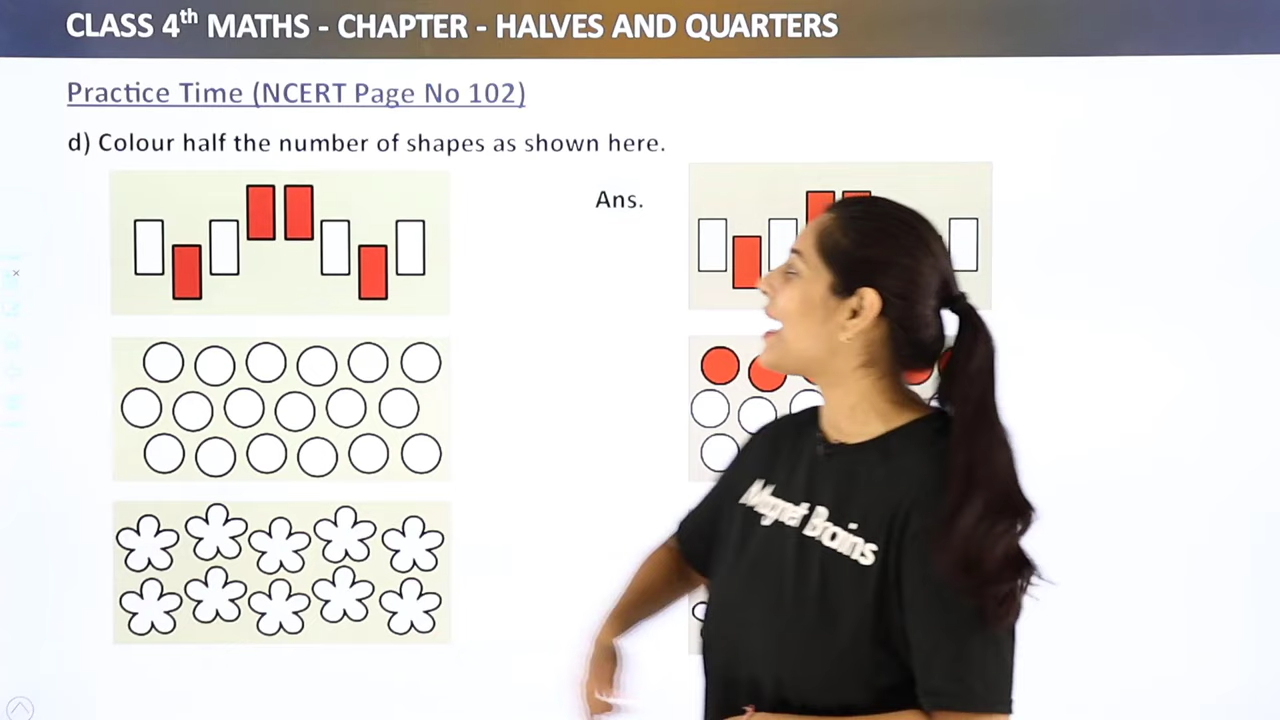 CLASS 4th MATHS - CHAPTER - HALVES AND QUARTERS
Practice Time (NCERT Page No 102)
d) Colour half the number of shapes as shown here.
Ans.
Magnet Brains